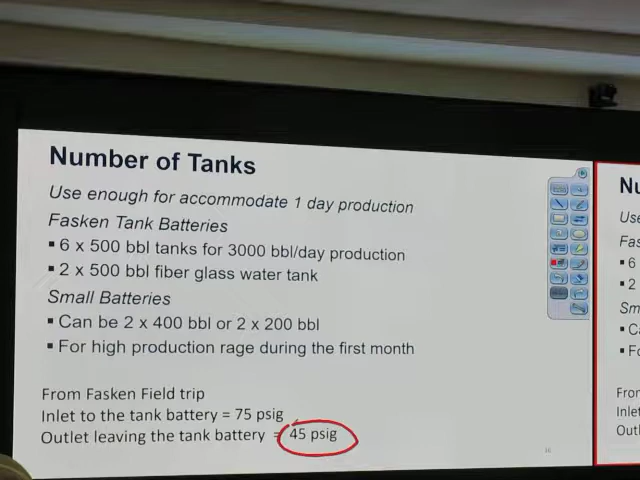 Number of Tanks
Use enough for accommodate 1 day production
Fasken Tank Batteries
▪ 6 x 500 bbl tanks for 3000 bbl/day production
▪ 2 x 500 bbl fiber glass water tank
Small Batteries
▪ Can be 2 x 400 bbl or 2 x 200 bbl
▪ For high production rage during the first month
From Fasken Field trip
Inlet to the tank battery = 75 psig
Outlet leaving the tank battery = 45 psig
16
Nu
Use
Fas
▪ 6
▪ 2
Sm
▪ Ca
▪ Fo
From
Inlet
Outl